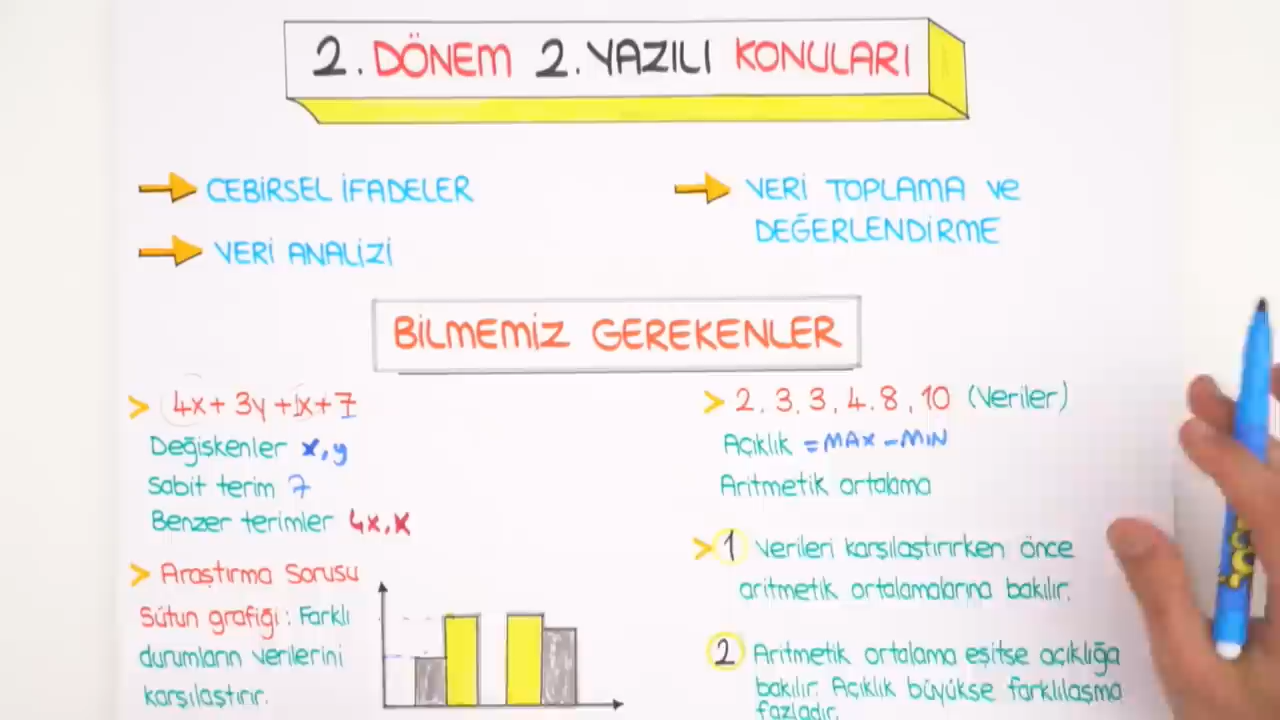 2. DÖNEM 2. YAZILI KONULARI
CEBİRSEL İFADELER
VERİ ANALİZİ
VERİ TOPLAMA ve
DEĞERLENDİRME
BİLMEMİZ GEREKENLER
> 4x + 3y + 1x + 7
Değişkenler x, y
Sabit terim 7
Benzer terimler 4x, x
> Araştırma Sorusu
Sütun grafiği : Farklı
durumların verilerini
karşılaştırır.
> 2, 3, 3, 4, 8, 10 (Veriler)
Açıklık = MAX - MIN
Aritmetik ortalama
> 1 Verileri karşılaştırırken önce
aritmetik ortalamalarına bakılır.
2 Aritmetik ortalama eşitse açıklığa
bakılır. Açıklık büyükse farklılaşma
fazladır.